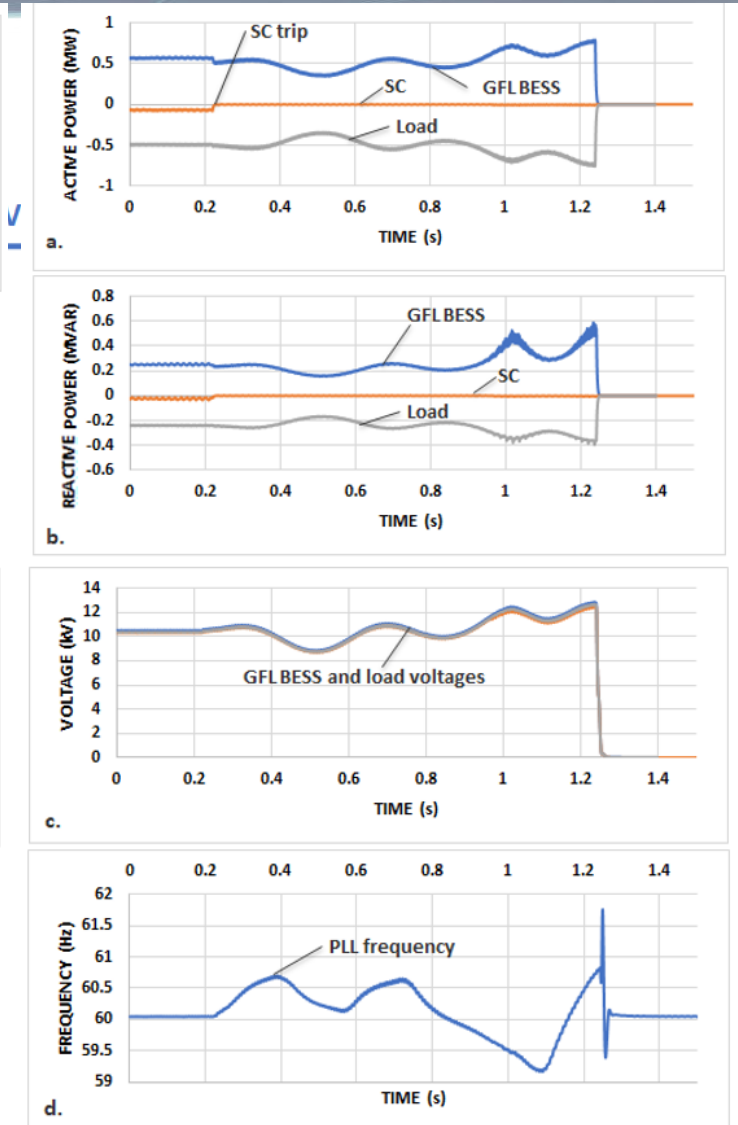 1
SC trip
0.5
SC
GFL BESS
0
Load
-0.5
-1
ACTIVE POWER (MW)
0 0.2 0.4 0.6 0.8 1 1.2 1.4
TIME (s)
a.
0.8
0.6
GFL BESS
0.4
0.2
SC
0
Load
-0.2
-0.4
-0.6
REACTIVE POWER (MVAR)
0 0.2 0.4 0.6 0.8 1 1.2 1.4
TIME (s)
b.
14
12
10
8
GFL BESS and load voltages
6
4
2
0
VOLTAGE (kV)
0 0.2 0.4 0.6 0.8 1 1.2 1.4
TIME (s)
c.
0 0.2 0.4 0.6 0.8 1 1.2 1.4
62
61.5
61
PLL frequency
60.5
60
59.5
59
FREQUENCY (Hz)
TIME (s)
d.